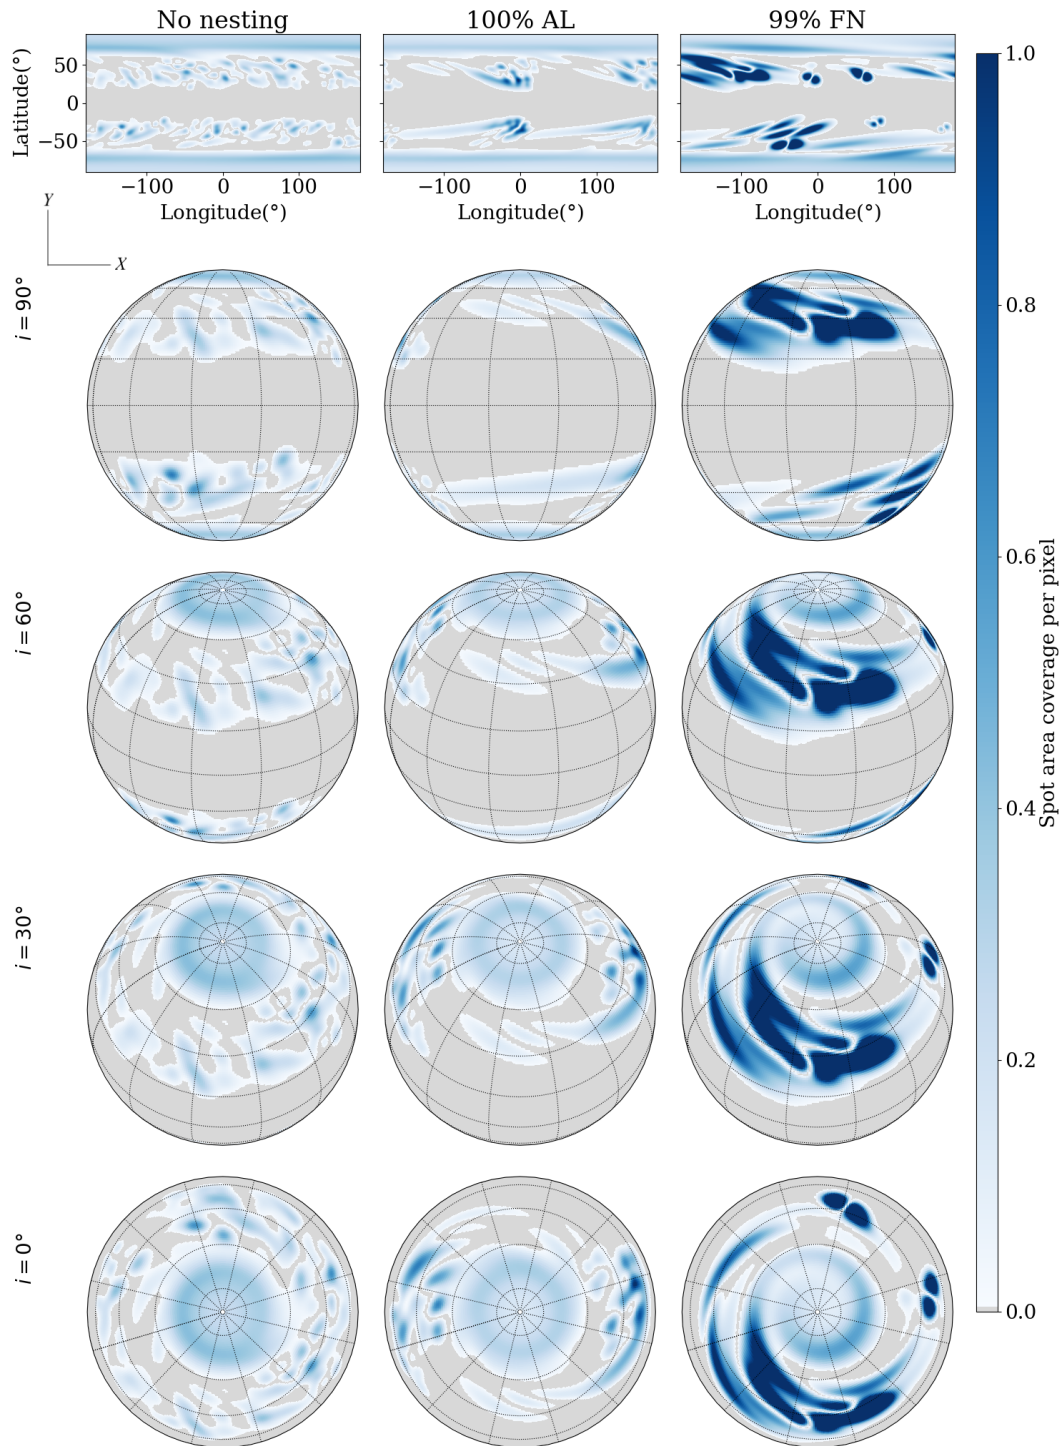 No nesting
100% AL
99% FN
Latitude(°)
50
0
−50
−100 0 100
−100 0 100
−100 0 100
Longitude(°)
Longitude(°)
Longitude(°)
Y
X
i = 90°
i = 60°
i = 30°
i = 0°
1.0
0.8
0.6
0.4
0.2
0.0
Spot area coverage per pixel